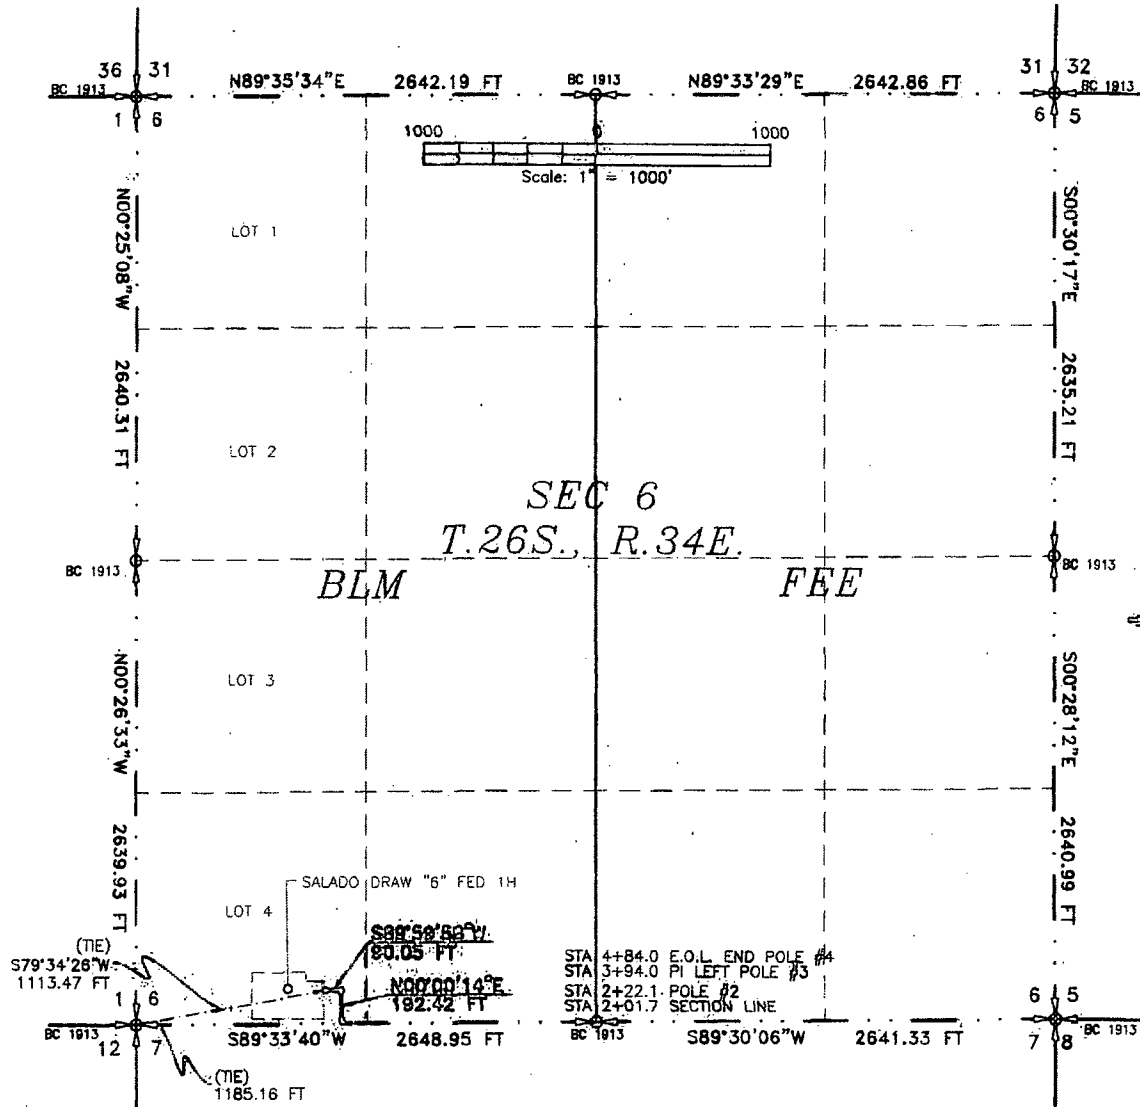 36 31
N89°35'34"E 2642.19 FT
BC 1913
N89°33'29"E 2642.86 FT
31 32
BC 1913
BC 1913
1 6
6 5
1000 0 1000
Scale: 1" = 1000'
N00°25'08"W
2640.31 FT
S00°30'17"E
2635.21 FT
LOT 1
LOT 2
SEC 6
T.26S., R.34E.
BC 1913
BC 1913
BLM
FEE
LOT 3
N00°26'33"W
2639.93 FT
S00°28'12"E
2640.99 FT
SALADO DRAW "6" FED 1H
LOT 4
(TIE)
S79°34'26"W
1113.47 FT
90.05 FT
N00°00'14"E
192.42 FT
STA 4+84.0 E.O.L. END POLE #4
STA 3+94.0 PI LEFT POLE #3
STA 2+22.1 POLE #2
STA 2+01.7 SECTION LINE
1 6
6 5
BC 1913
S89°33'40"W 2648.95 FT
BC 1913
S89°30'06"W 2641.33 FT
BC 1913
12 7
7 8
(TIE)
1185.16 FT